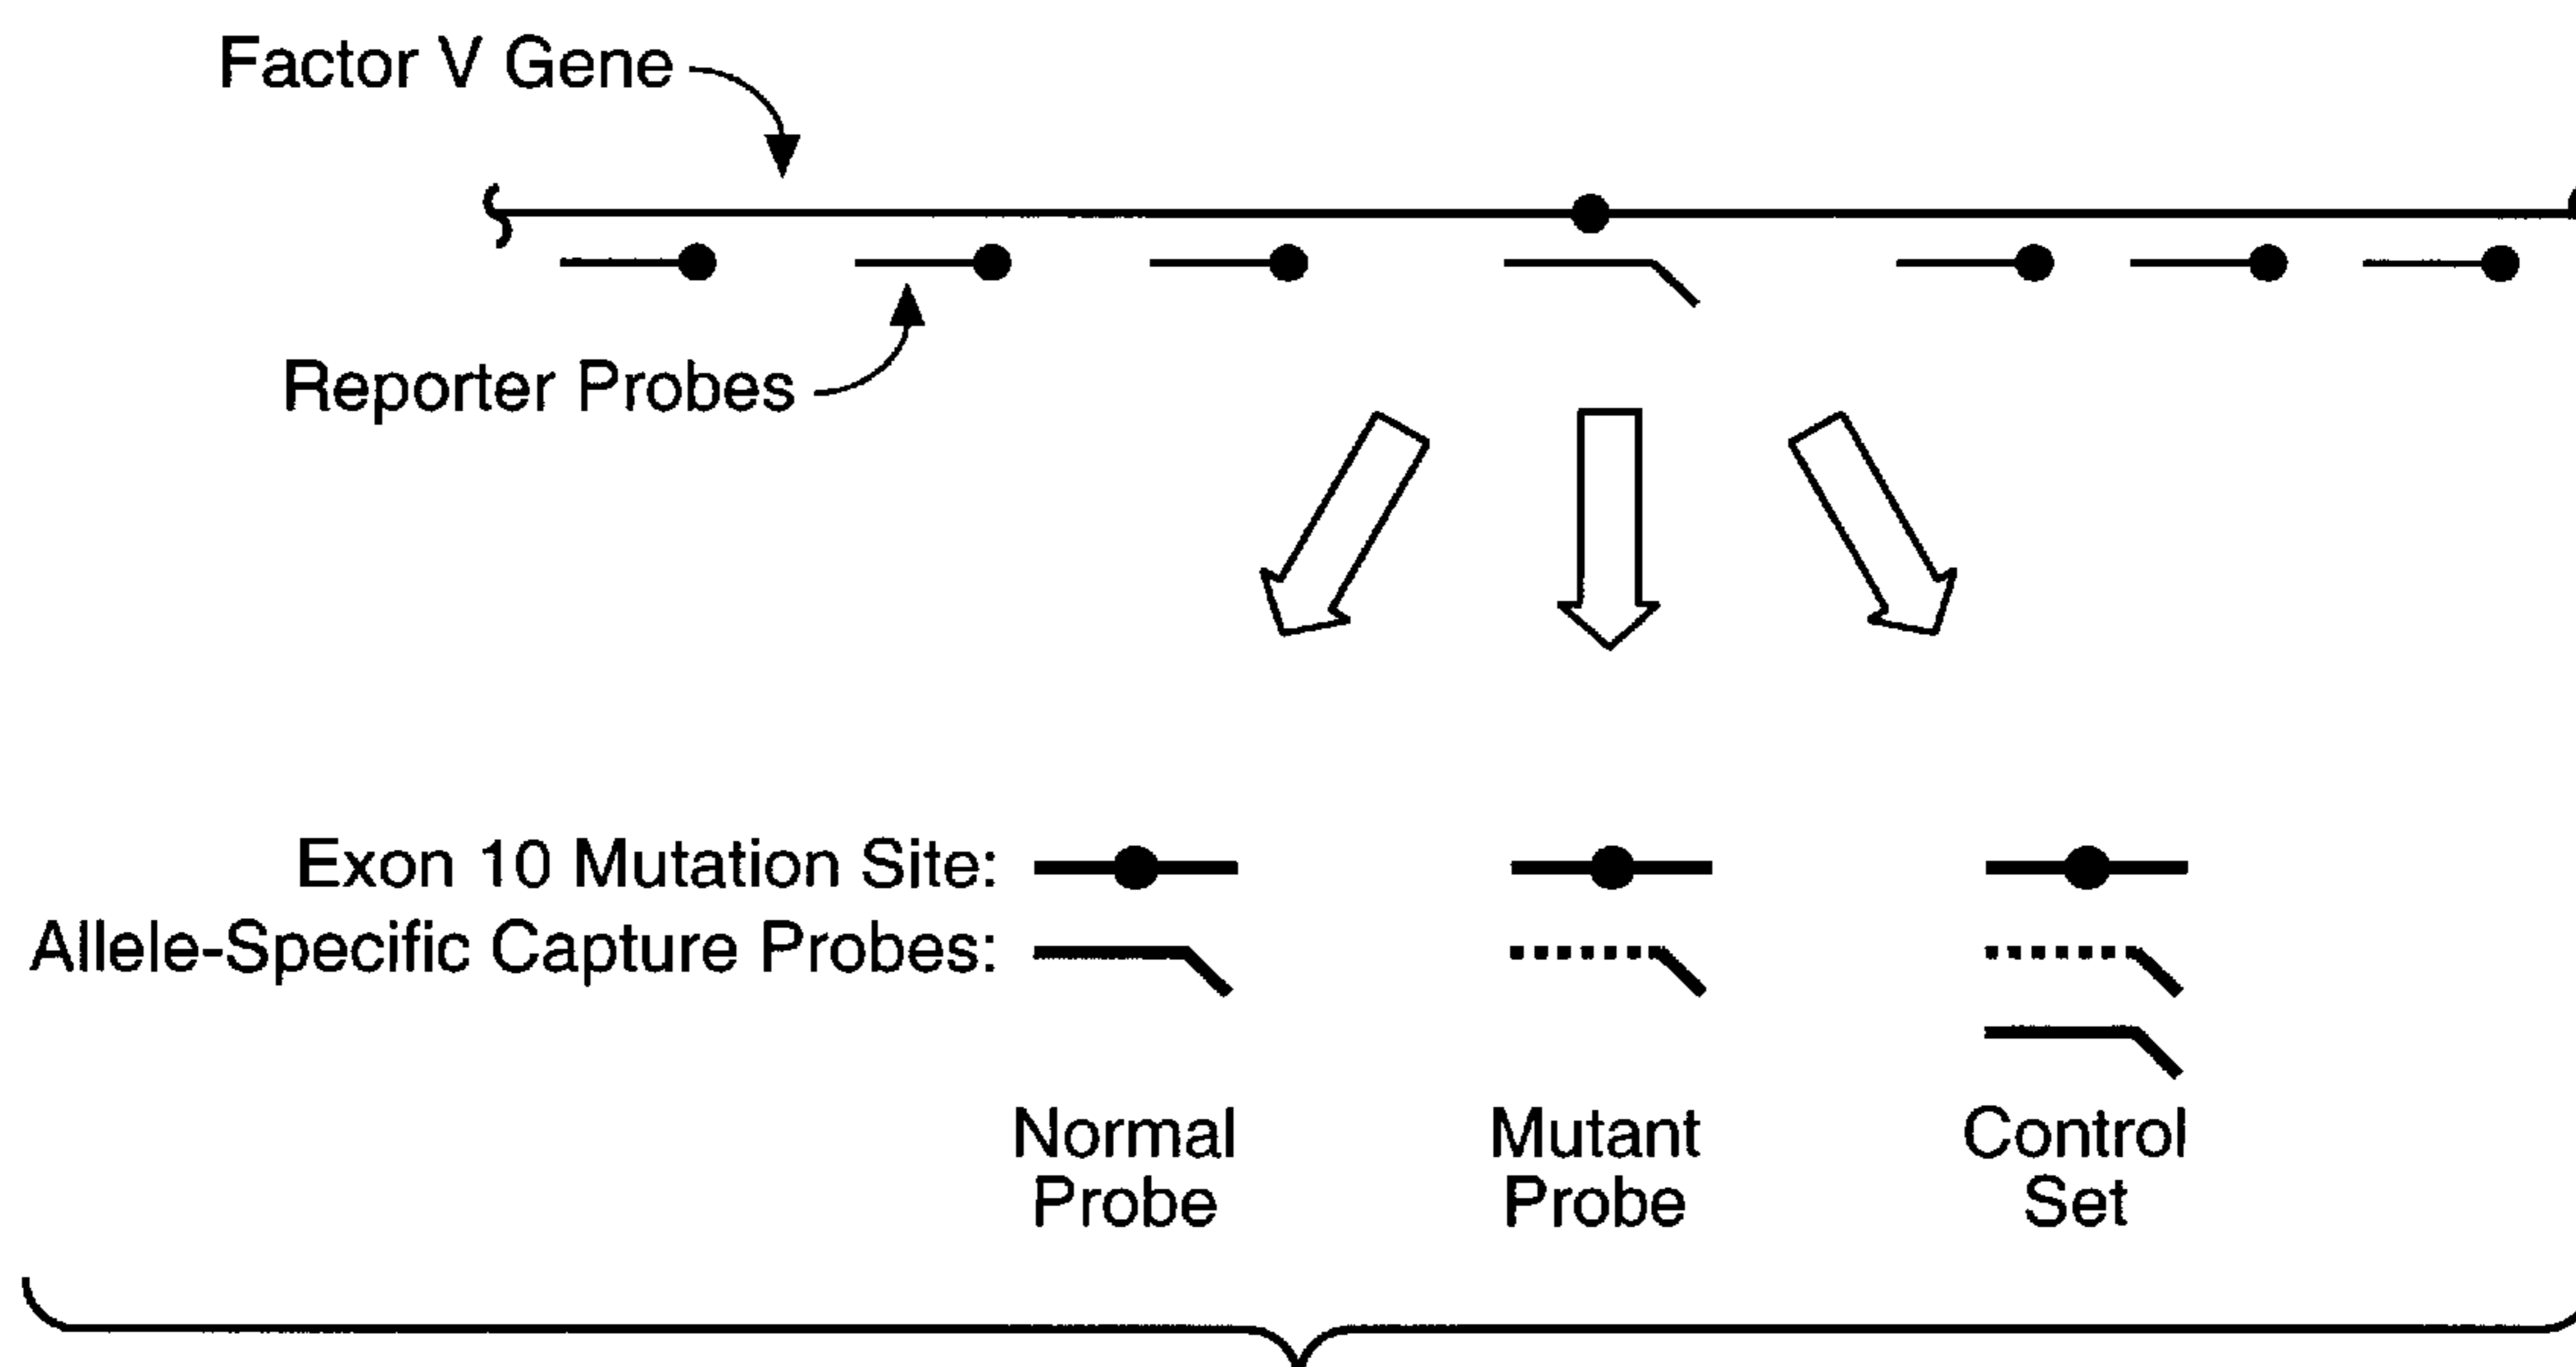 Factor V Gene
Reporter Probes
Exon 10 Mutation Site:
Allele-Specific Capture Probes:
Normal
Probe
Mutant
Probe
Control
Set